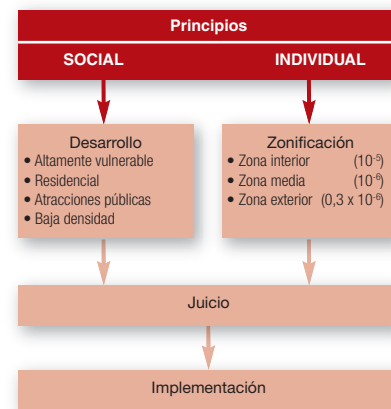 Principios
SOCIAL
INDIVIDUAL
Desarrollo
• Altamente vulnerable
• Residencial
• Atracciones públicas
• Baja densidad
Zonificación
• Zona interior (10⁻⁵)
• Zona media (10⁻⁶)
• Zona exterior (0,3 x 10⁻⁶)
Juicio
Implementación